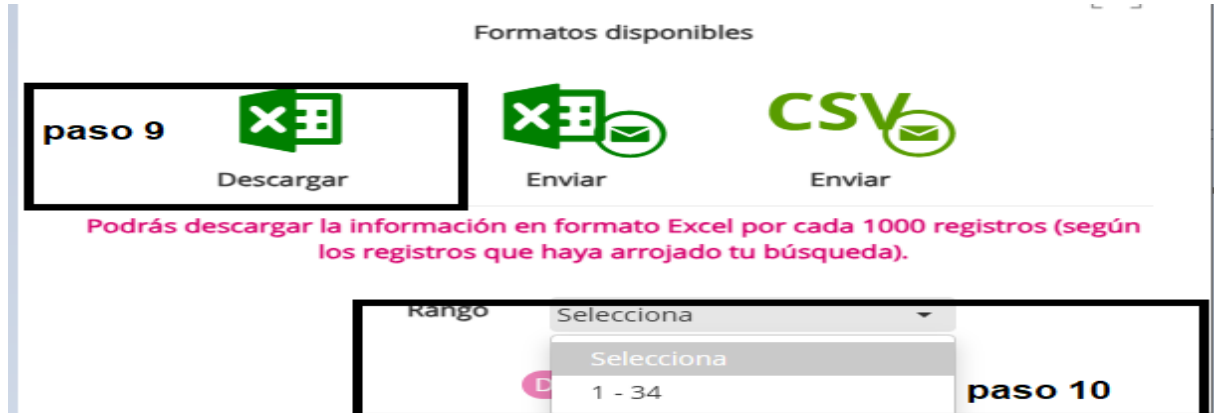 Formatos disponibles
paso 9
CSV
Descargar
Enviar
Enviar
Podrás descargar la información en formato Excel por cada 1000 registros (según
los registros que haya arrojado tu búsqueda).
Rango
Selecciona
Selecciona
D
1 - 34
paso 10